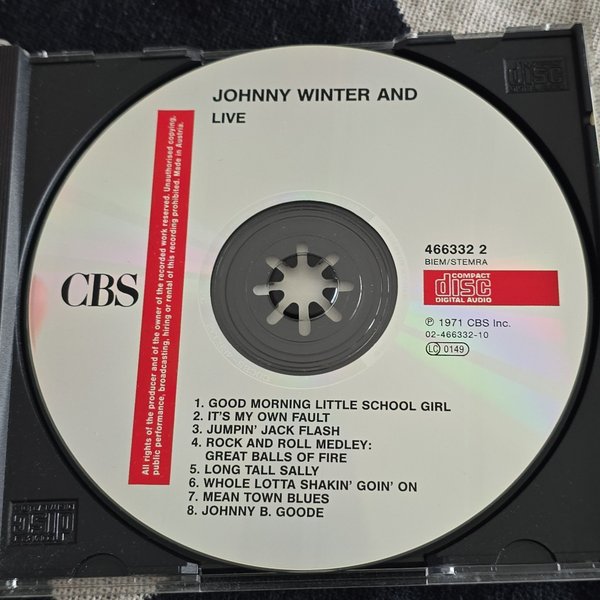 JOHNNY WINTER AND
LIVE
All rights of the producer and of the owner of the recorded work reserved. Unauthorised copying,
public performance, broadcasting, hiring or rental of this recording prohibited. Made in Austria.
CBS
466332 2
BIEM/STEMRA
COMPACT
disc
DIGITAL AUDIO
℗ 1971 CBS Inc.
02-466332-10
LC 0149
1. GOOD MORNING LITTLE SCHOOL GIRL
2. IT'S MY OWN FAULT
3. JUMPIN' JACK FLASH
4. ROCK AND ROLL MEDLEY:
GREAT BALLS OF FIRE
5. LONG TALL SALLY
6. WHOLE LOTTA SHAKIN' GOIN' ON
7. MEAN TOWN BLUES
8. JOHNNY B. GOODE
disc